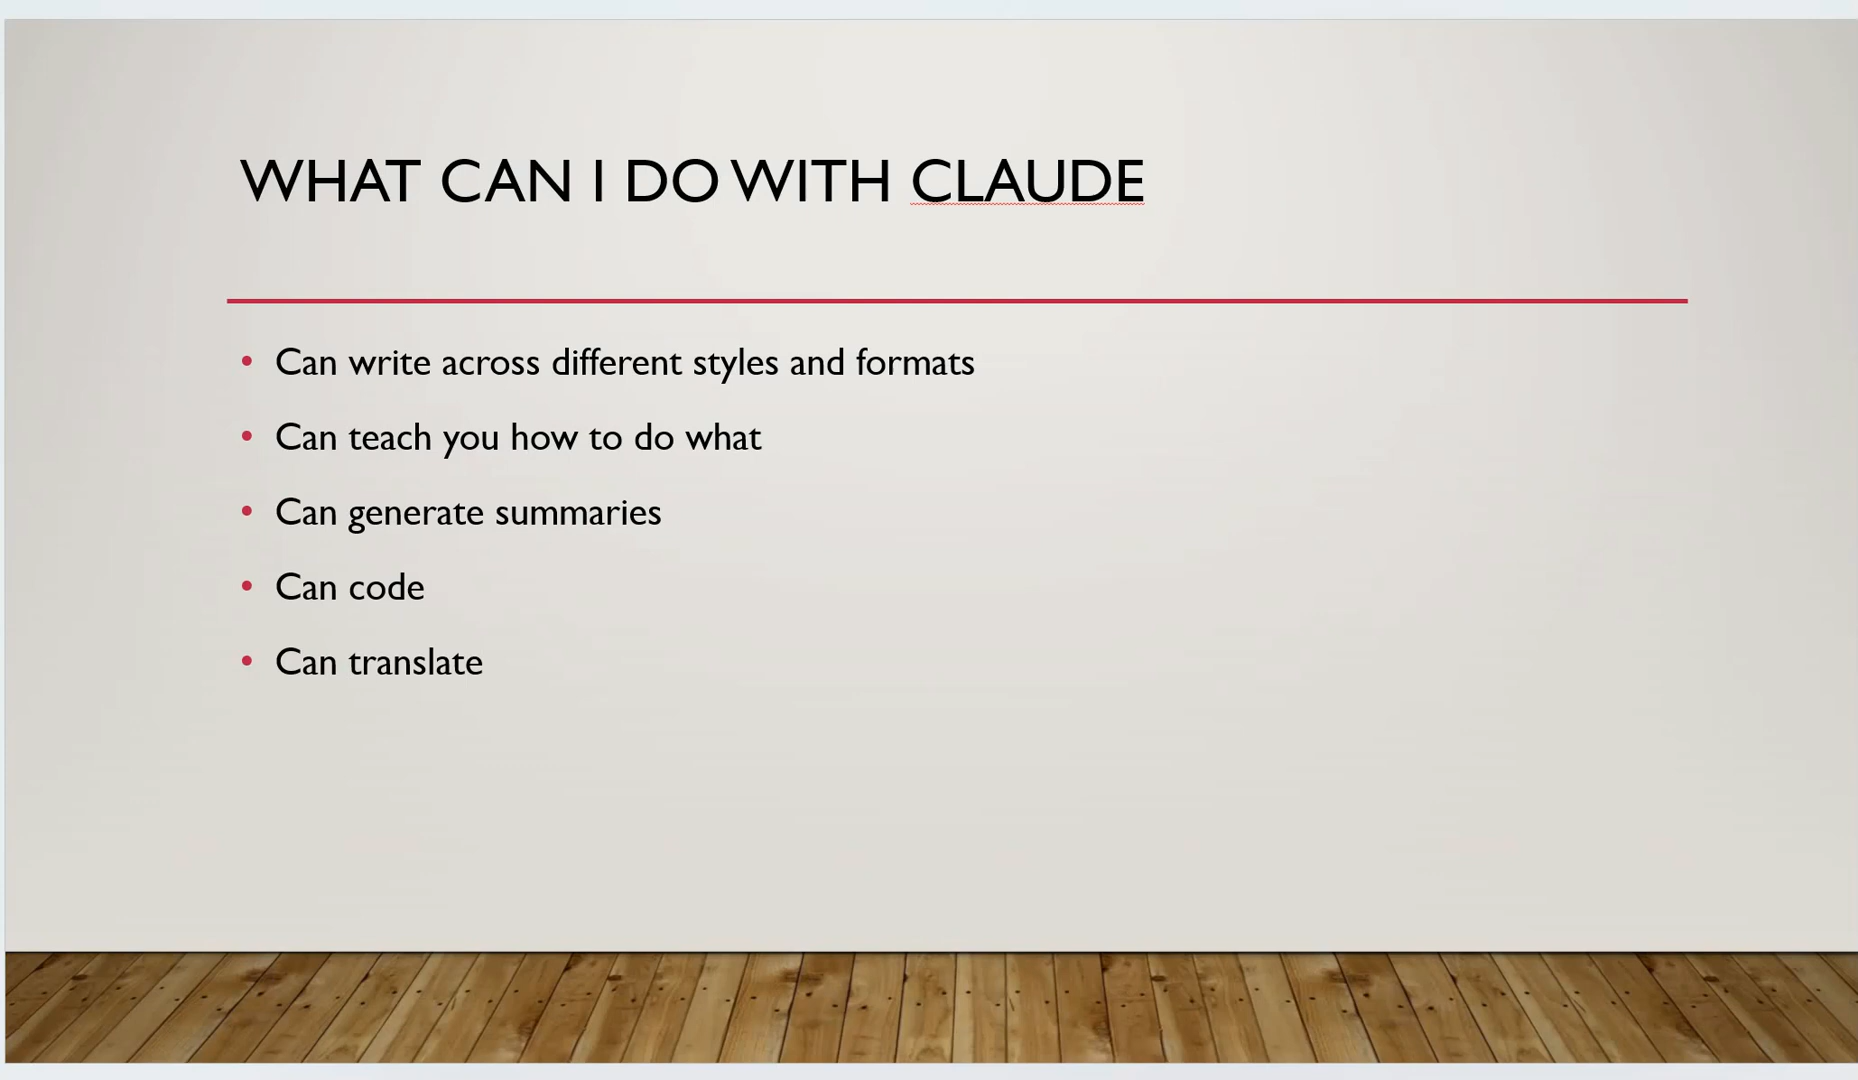 WHAT CAN I DO WITH CLAUDE
• Can write across different styles and formats
• Can teach you how to do what
• Can generate summaries
• Can code
• Can translate